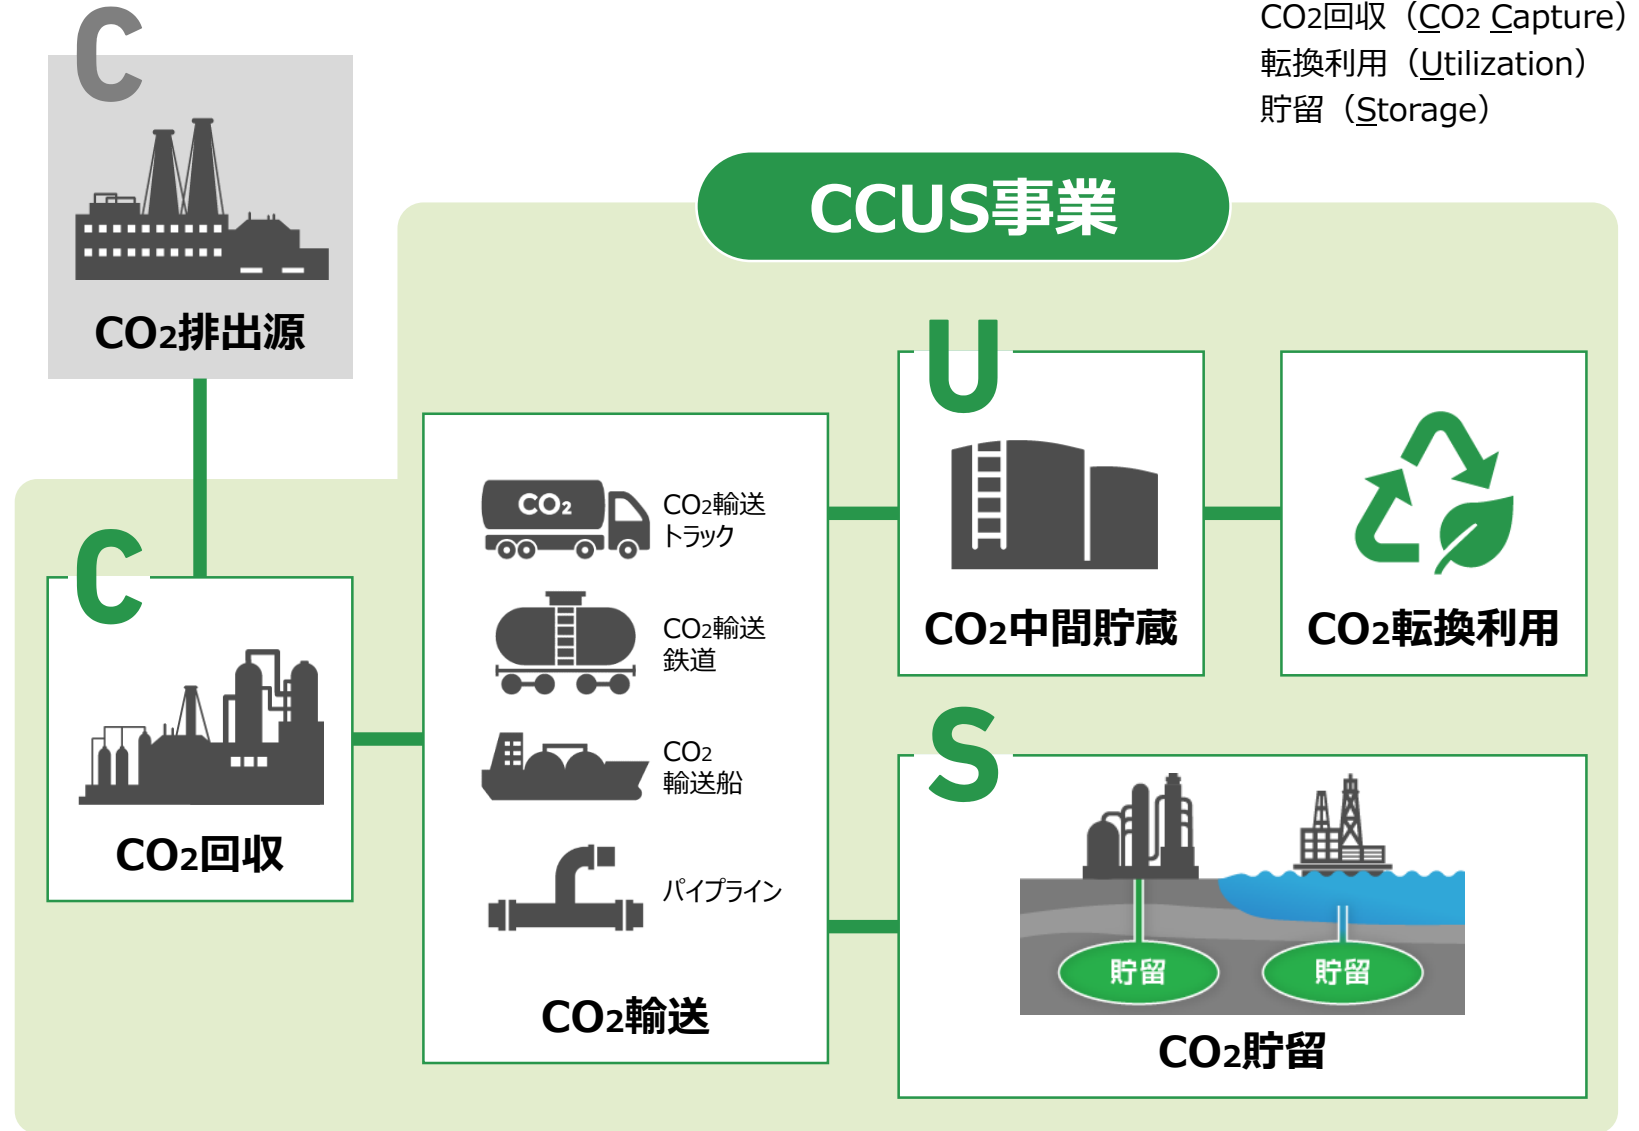 CO2回収（CO2 Capture）
転換利用（Utilization）
貯留（Storage）
CCUS事業
C
CO2排出源
C
CO2回収
CO2
CO2輸送
トラック
CO2輸送
鉄道
CO2
輸送船
パイプライン
CO2輸送
U
CO2中間貯蔵
CO2転換利用
S
貯留
貯留
CO2貯留